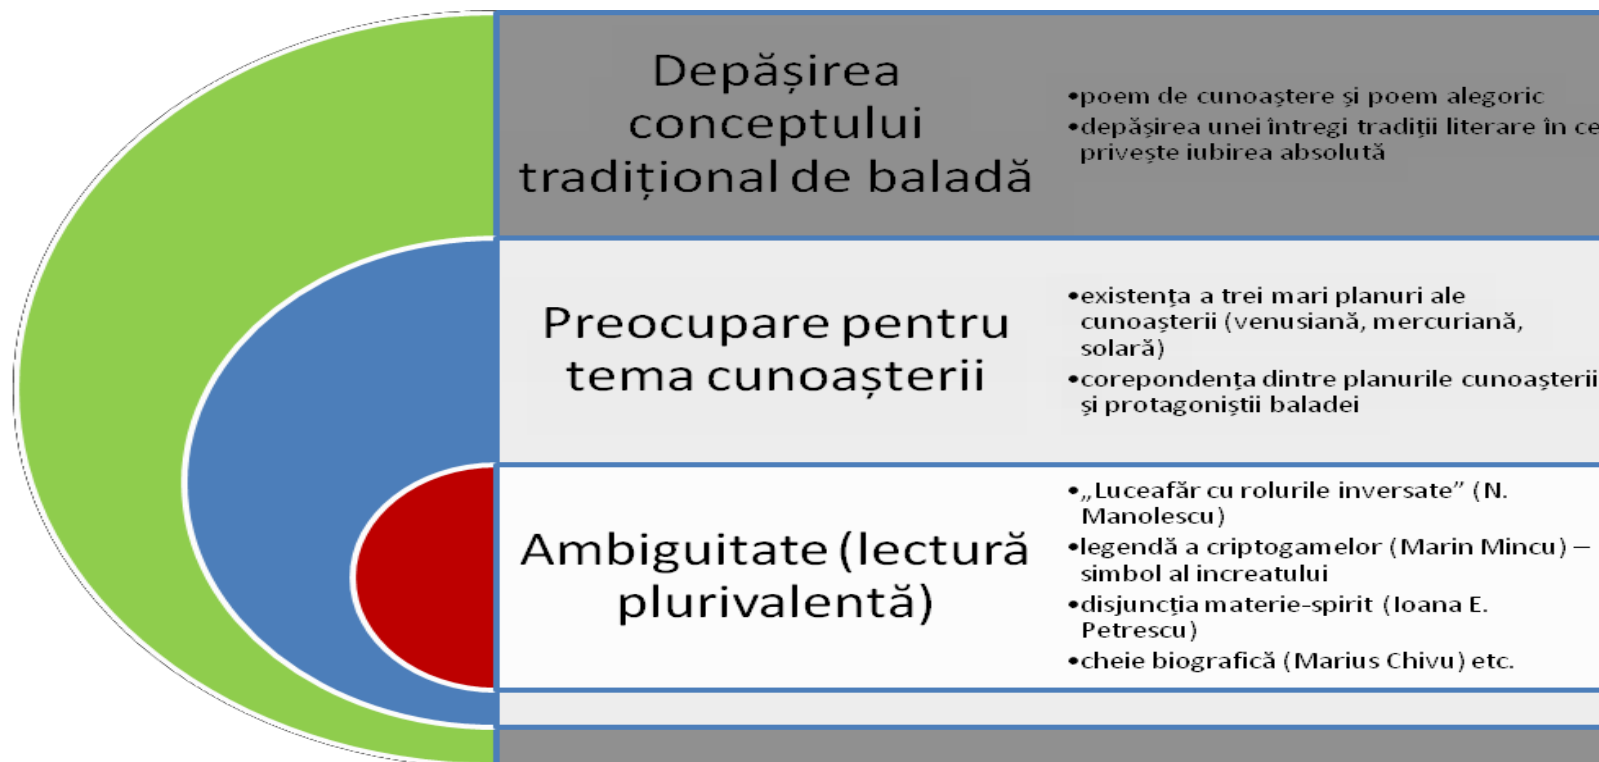 Depășirea
conceptului
tradițional de baladă
•poem de cunoaștere și poem alegoric
•depășirea unei întregi tradiții literare în ce
privește iubirea absolută
Preocupare pentru
tema cunoașterii
•existența a trei mari planuri ale
cunoașterii (venusiană, mercuriană,
solară)
•corepondența dintre planurile cunoașterii
și protagoniștii baladei
Ambiguitate (lectură
plurivalentă)
•„Luceafăr cu rolurile inversate” (N.
Manolescu)
•legendă a criptogamelor (Marin Mincu) –
simbol al increatului
•disjuncția materie-spirit (Ioana E.
Petrescu)
•cheie biografică (Marius Chivu) etc.